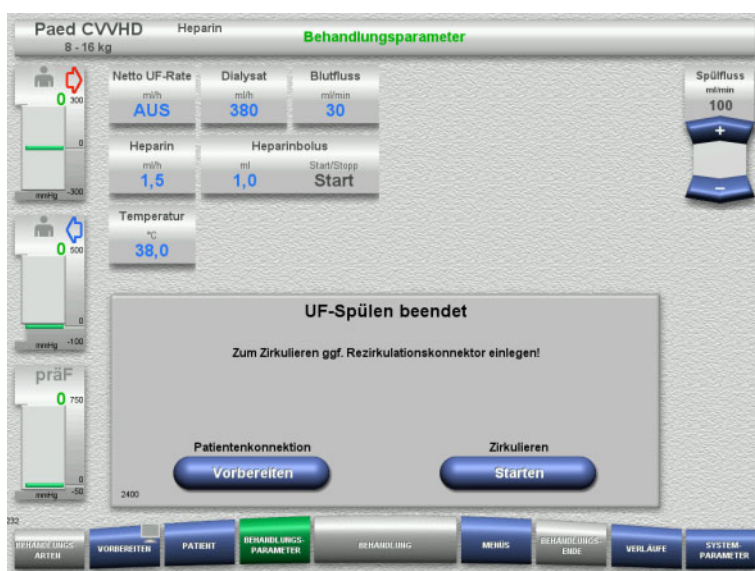 Paed CVVHD
8 - 16 kg
Heparin
Behandlungsparameter
0
300
0
-300
mmHg
Netto UF-Rate
ml/h
AUS
Dialysat
ml/h
380
Blutfluss
ml/min
30
Spülfluss
ml/min
100
+
−
Heparin
ml/h
1,5
Heparinbolus
ml
1,0
Start/Stopp
Start
Temperatur
°C
38,0
0
500
0
-100
mmHg
präF
0
750
0
-50
mmHg
UF-Spülen beendet
Zum Zirkulieren ggf. Rezirkulationskonnektor einlegen!
Patientenkonnektion
Vorbereiten
Zirkulieren
Starten
2400
232
BEHANDLUNGS-
ARTEN
VORBEREITEN
PATIENT
BEHANDLUNGS-
PARAMETER
BEHANDLUNG
MENÜS
BEHANDLUNGS-
ENDE
VERLÄUFE
SYSTEM-
PARAMETER